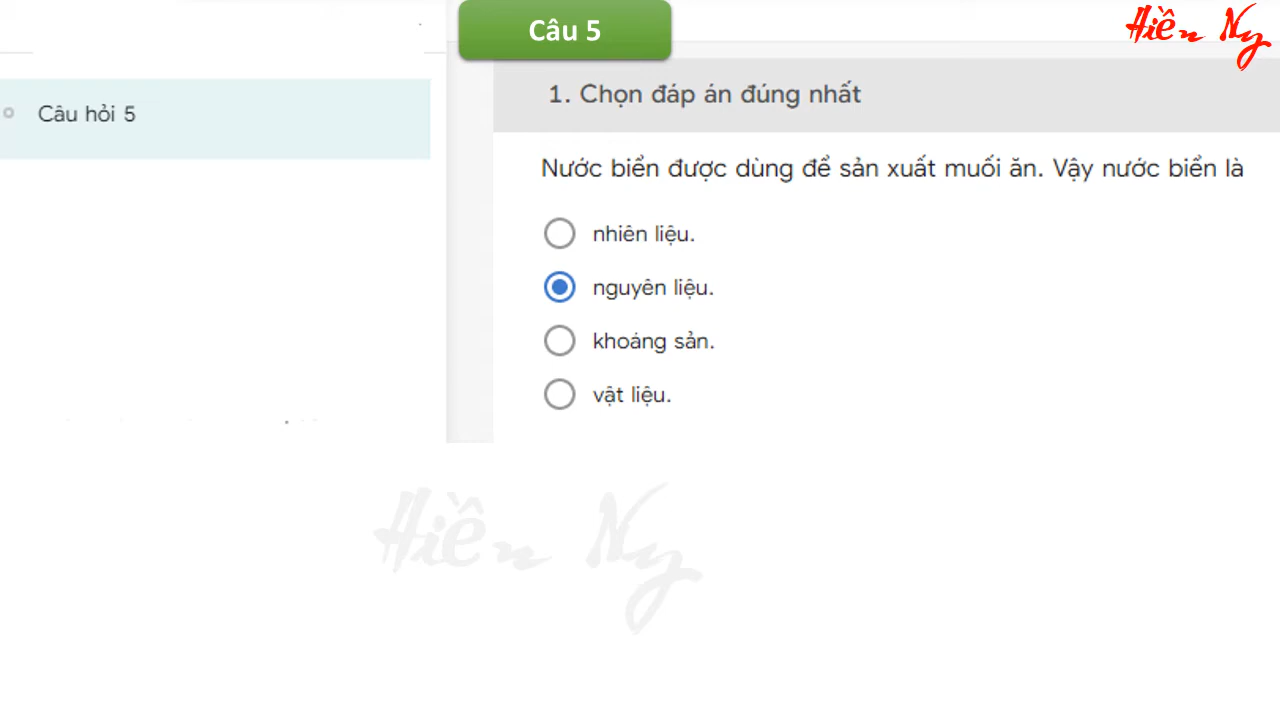 Câu 5
Hiền Ny
Câu hỏi 5
1. Chọn đáp án đúng nhất
Nước biển được dùng để sản xuất muối ăn. Vậy nước biển là
nhiên liệu.
nguyên liệu.
khoáng sản.
vật liệu.
Hiền Ny